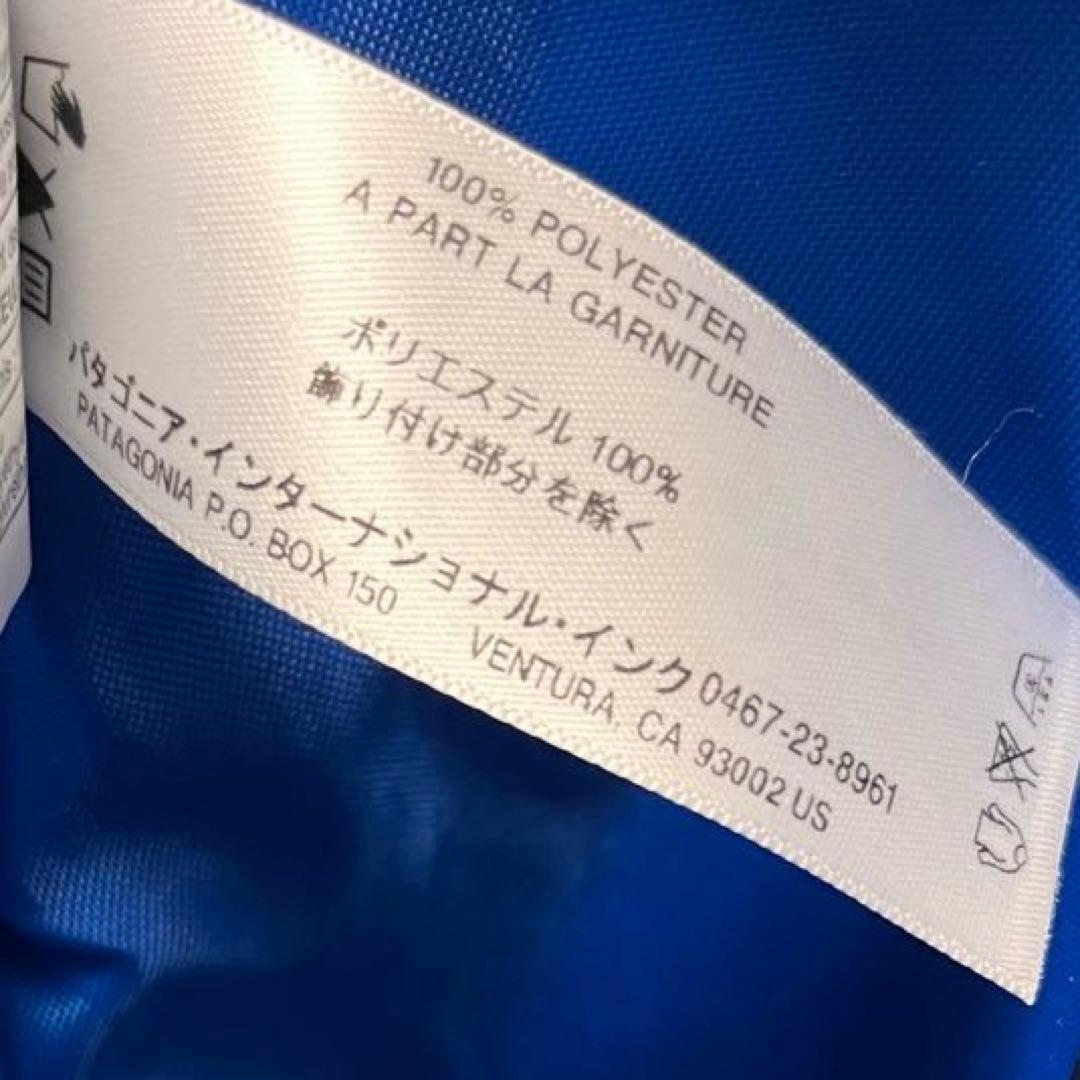 100% POLYESTER
A PART LA GARNITURE
ポリエステル 100%
飾り付け部分を除く
パタゴニア・インターナショナル・インク 0467-23-8961
PATAGONIA P.O. BOX 150 VENTURA, CA 93002 US